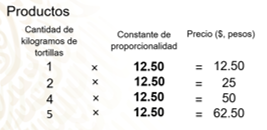 Productos
Cantidad de kilogramos de tortillas
Constante de proporcionalidad
Precio ($, pesos)
1 × 12.50 = 12.50
2 × 12.50 = 25
4 × 12.50 = 50
5 × 12.50 = 62.50